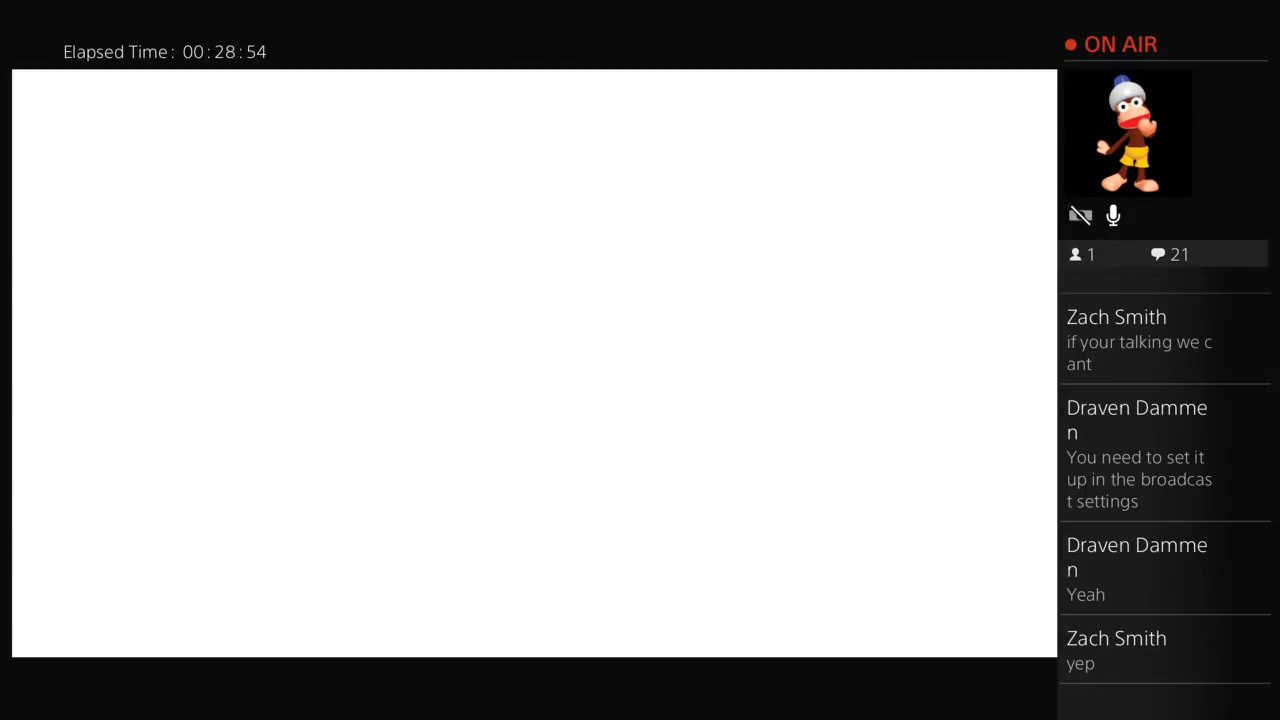 Elapsed Time: 00:28:54
ON AIR
1 21
Zach Smith
if your talking we c
ant
Draven Damme
n
You need to set it
up in the broadcas
t settings
Draven Damme
n
Yeah
Zach Smith
yep